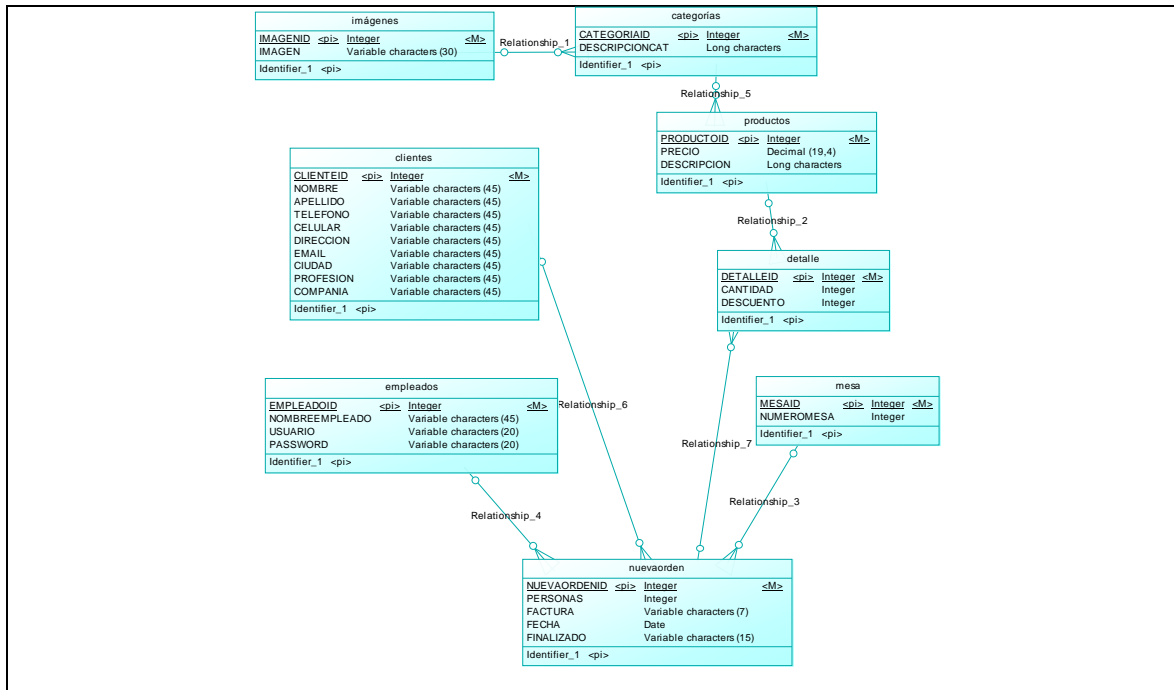 imágenes
IMAGENID <pi> Integer <M>
IMAGEN Variable characters (30)
Identifier_1 <pi>
Relationship_1
categorías
CATEGORIAID <pi> Integer <M>
DESCRIPCIONCAT Long characters
Identifier_1 <pi>
Relationship_5
productos
PRODUCTOID <pi> Integer <M>
PRECIO Decimal (19,4)
DESCRIPCION Long characters
Identifier_1 <pi>
clientes
CLIENTEID <pi> Integer <M>
NOMBRE Variable characters (45)
APELLIDO Variable characters (45)
TELEFONO Variable characters (45)
CELULAR Variable characters (45)
DIRECCION Variable characters (45)
EMAIL Variable characters (45)
CIUDAD Variable characters (45)
PROFESION Variable characters (45)
COMPANIA Variable characters (45)
Identifier_1 <pi>
Relationship_2
detalle
DETALLEID <pi> Integer <M>
CANTIDAD Integer
DESCUENTO Integer
Identifier_1 <pi>
empleados
EMPLEADOID <pi> Integer <M>
NOMBREEMPLEADO Variable characters (45)
USUARIO Variable characters (20)
PASSWORD Variable characters (20)
Identifier_1 <pi>
Relationship_6
mesa
MESAID <pi> Integer <M>
NUMEROMESA Integer
Identifier_1 <pi>
Relationship_7
Relationship_3
Relationship_4
nuevaorden
NUEVAORDENID <pi> Integer <M>
PERSONAS Integer
FACTURA Variable characters (7)
FECHA Date
FINALIZADO Variable characters (15)
Identifier_1 <pi>